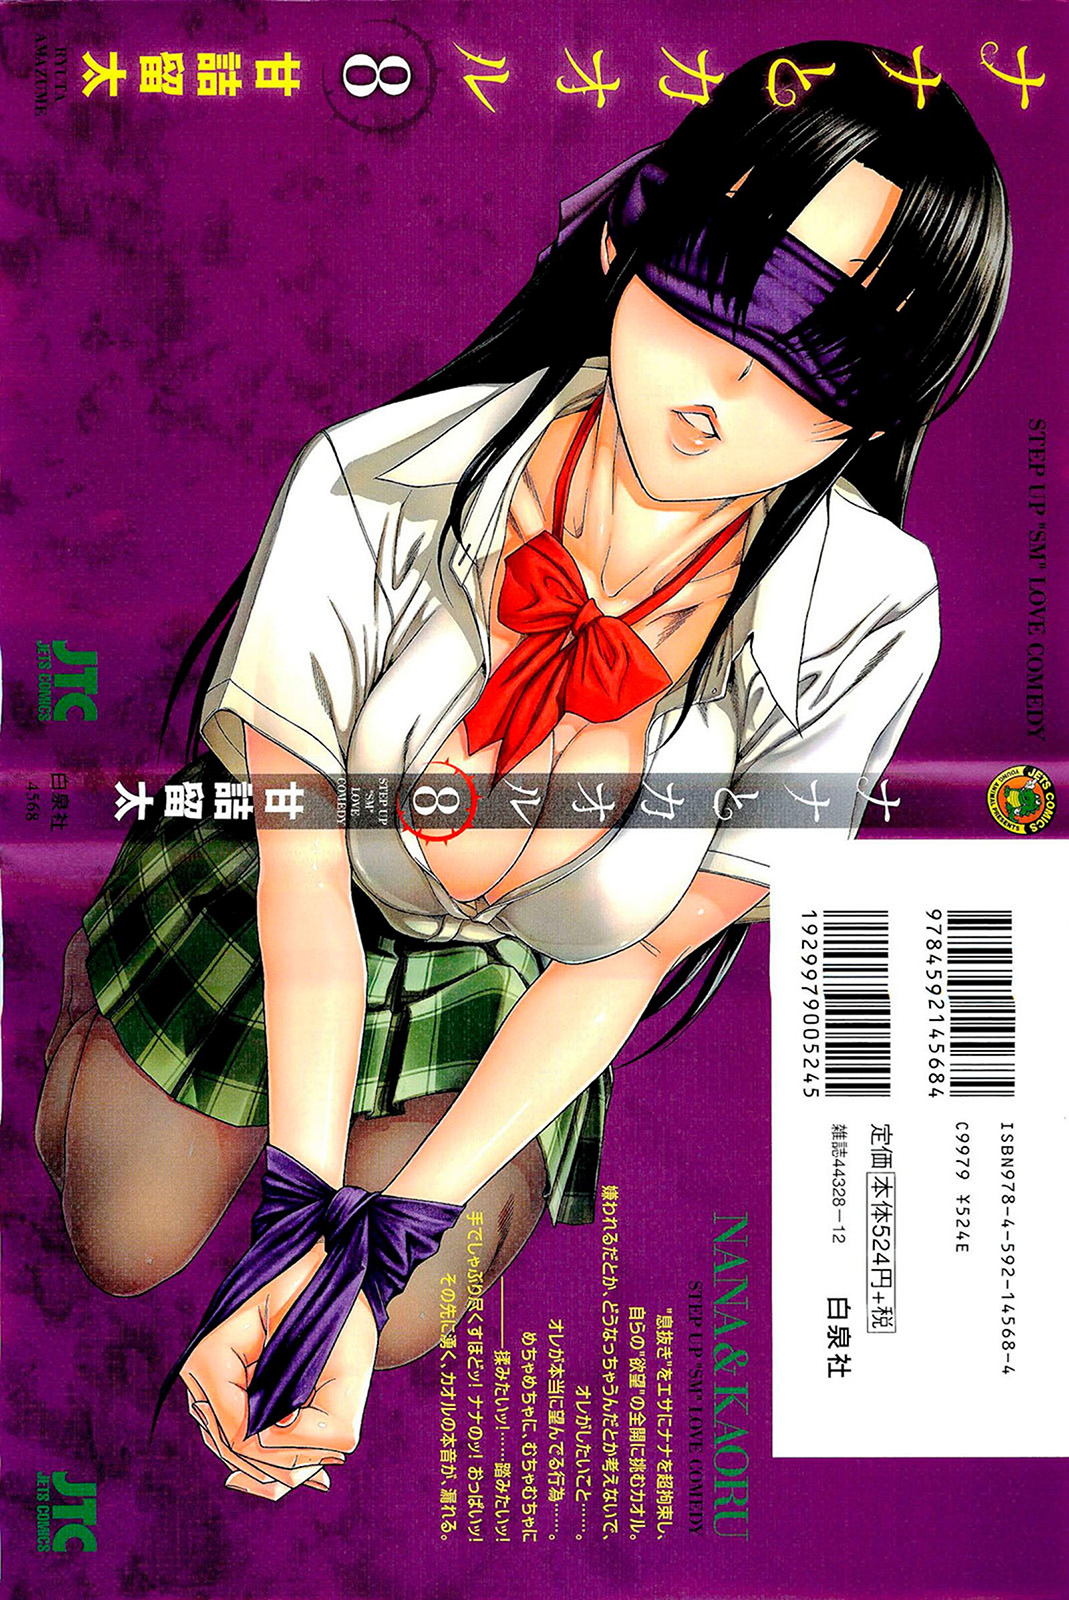 ナナとカオル
8
甘詰留太
RYUTA
AMAZUME
STEP UP "SM" LOVE COMEDY
JTC
JETS COMICS
JETS COMICS
ナナとカオル
8
STEP UP
"SM"
LOVE
COMEDY
甘詰留太
白泉社
4568
9784592145684
1929979005245
ISBN978-4-592-14568-4
C9979 ¥524E
定価 本体524円+税
雑誌44328-12
白泉社
NANA&KAORU
STEP UP "SM" LOVE COMEDY
"息抜き"をエサにナナを超拘束し、
自らの"欲望"の全開に挑むカオル。
嫌われるだとか、どうなっちゃうんだとか考えないで、
オレがしたいこと……。
オレが本当に望んでる行為……。
めちゃめちゃに、むちゃむちゃに
――揉みたいッ!……踏みたいッ!
手でしゃぶり尽くすほどッ! ナナのッ! おっぱいッ!
その先に湧く、カオルの本音が、漏れる。
JTC
JETS COMICS